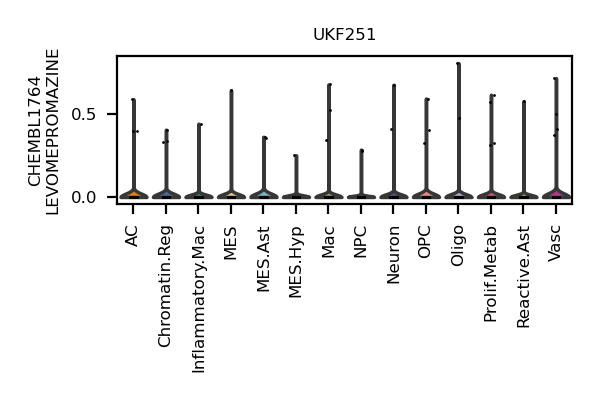 UKF251
CHEMBL1764
LEVOMEPROMAZINE
0.5
0.0
AC
Chromatin.Reg
Inflammatory.Mac
MES
MES.Ast
MES.Hyp
Mac
NPC
Neuron
OPC
Oligo
Prolif.Metab
Reactive.Ast
Vasc